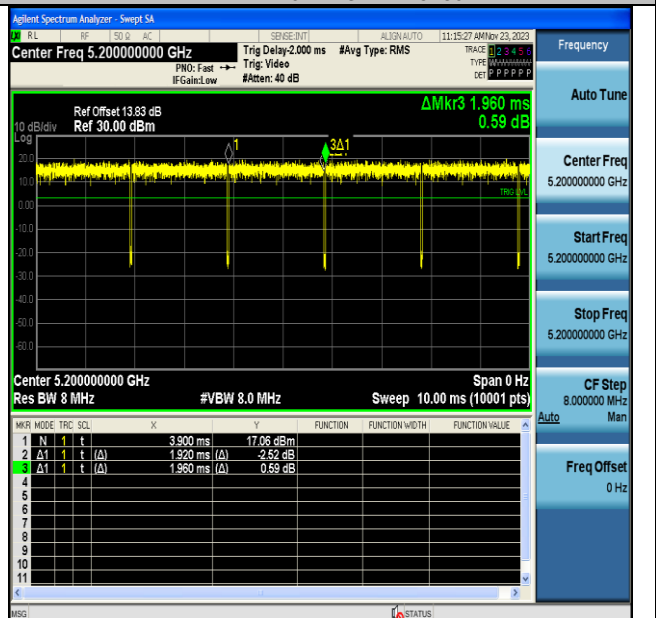 Agilent Spectrum Analyzer - Swept SA
RL RF 50 Ω AC SENSE:INT ALIGN AUTO 11:15:27 AM Nov 23, 2023
Center Freq 5.200000000 GHz
PNO: Fast
IFGain:Low
Trig Delay-2.000 ms
Trig: Video
#Atten: 40 dB
#Avg Type: RMS
TRACE 1 2 3 4 5 6
TYPE
DET P P P P P P
ΔMkr3 1.960 ms
0.59 dB
Ref Offset 13.83 dB
10 dB/div Ref 30.00 dBm
Log
1
3Δ1
20.0
10.0
TRIG LVL
0.00
-10.0
-20.0
-30.0
-40.0
-50.0
-60.0
Center 5.200000000 GHz Span 0 Hz
Res BW 8 MHz #VBW 8.0 MHz Sweep 10.00 ms (10001 pts)
MKR MODE TRC SCL X Y FUNCTION FUNCTION WIDTH FUNCTION VALUE
1 N 1 t 3.900 ms 17.06 dBm
2 Δ1 1 t (Δ) 1.920 ms (Δ) -2.52 dB
3 Δ1 1 t (Δ) 1.960 ms (Δ) 0.59 dB
4
5
6
7
8
9
10
11
MSG STATUS
Frequency
Auto Tune
Center Freq
5.200000000 GHz
Start Freq
5.200000000 GHz
Stop Freq
5.200000000 GHz
CF Step
8.000000 MHz
Auto Man
Freq Offset
0 Hz